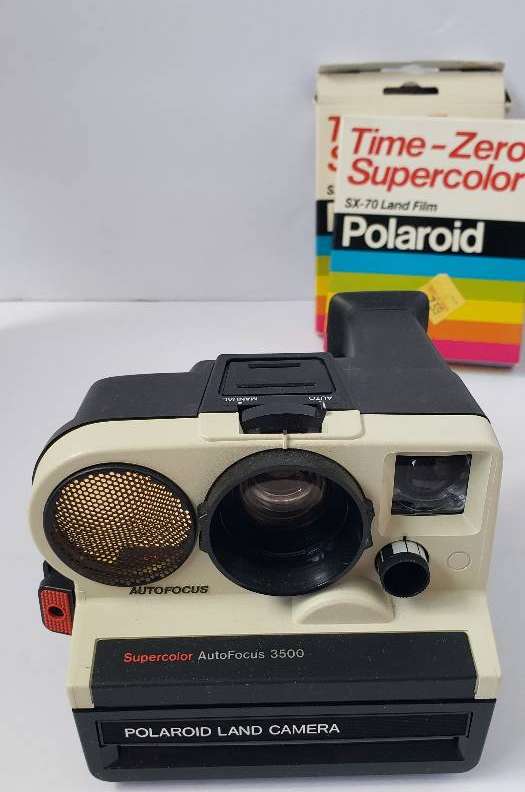 Time-Zero
Supercolor
SX-70 Land Film
Polaroid
MANUAL
AUTO
AUTOFOCUS
Supercolor AutoFocus 3500
POLAROID LAND CAMERA